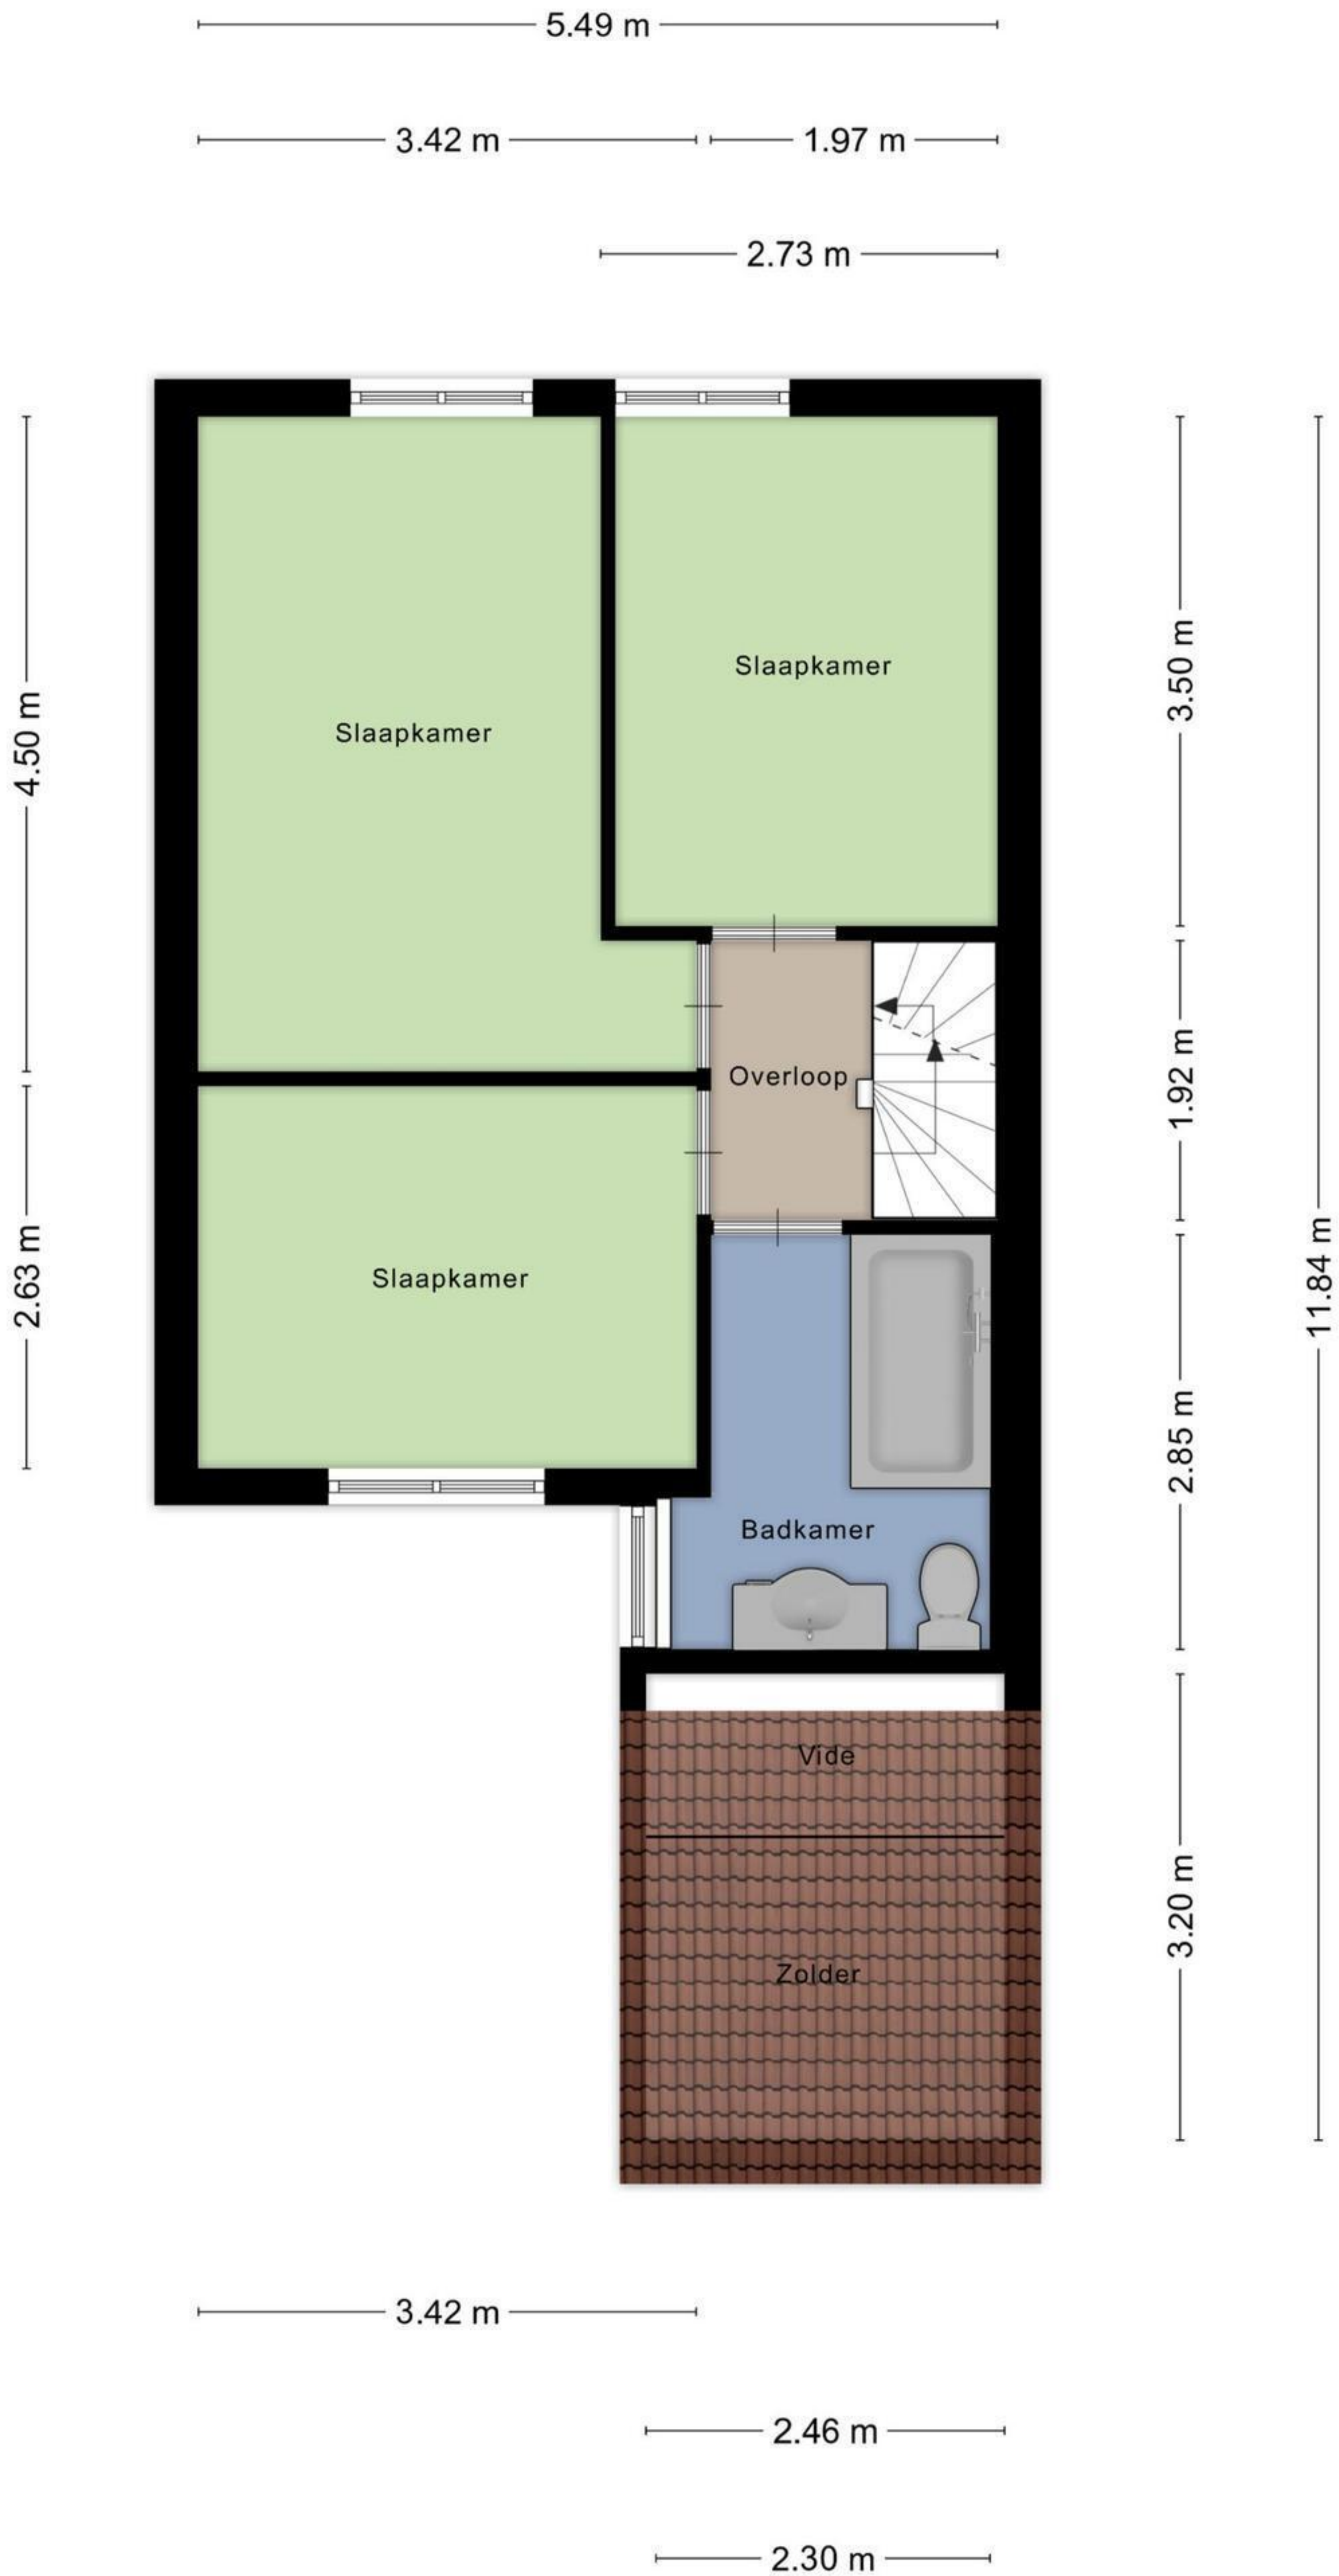 5.49 m
3.42 m
1.97 m
2.73 m
4.50 m
2.63 m
Slaapkamer
Slaapkamer
Overloop
Slaapkamer
Badkamer
Vide
Zolder
3.50 m
1.92 m
2.85 m
3.20 m
11.84 m
3.42 m
2.46 m
2.30 m